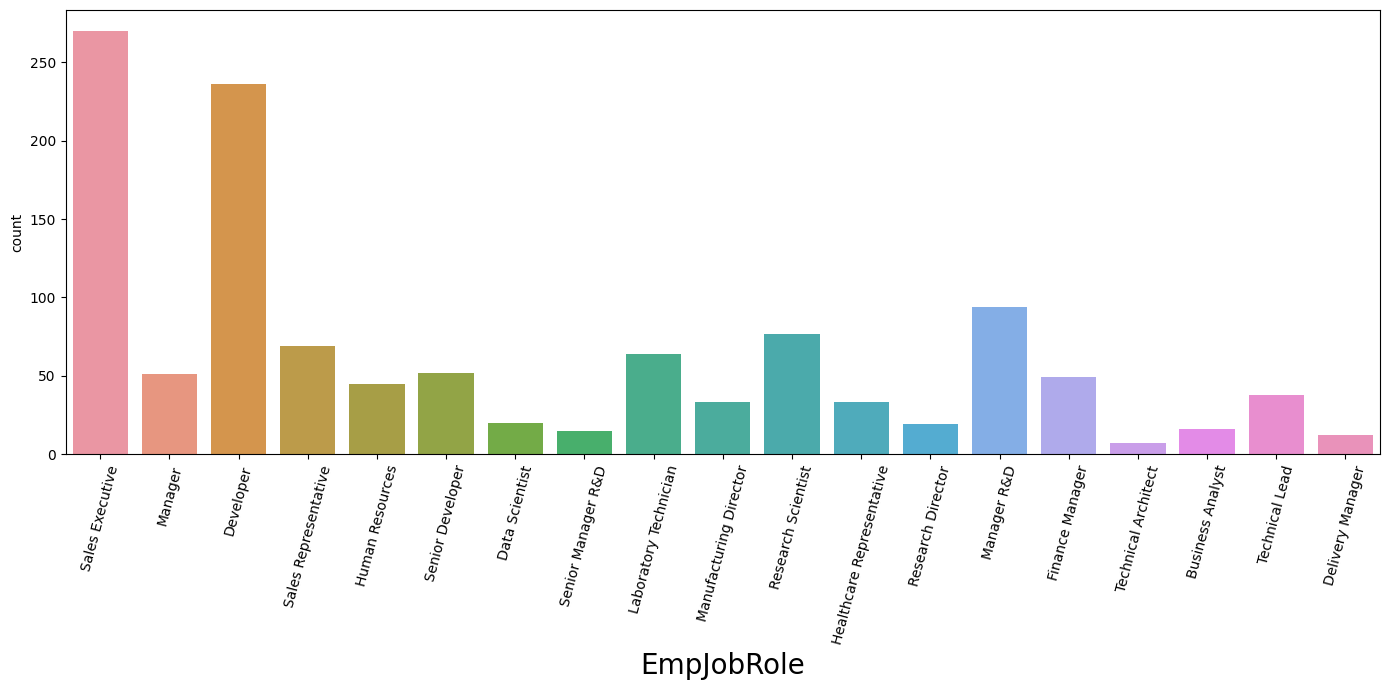 250
200
150
100
50
0
count
Sales Executive
Manager
Developer
Sales Representative
Human Resources
Senior Developer
Data Scientist
Senior Manager R&D
Laboratory Technician
Manufacturing Director
Research Scientist
Healthcare Representative
Research Director
Manager R&D
Finance Manager
Technical Architect
Business Analyst
Technical Lead
Delivery Manager
EmpJobRole